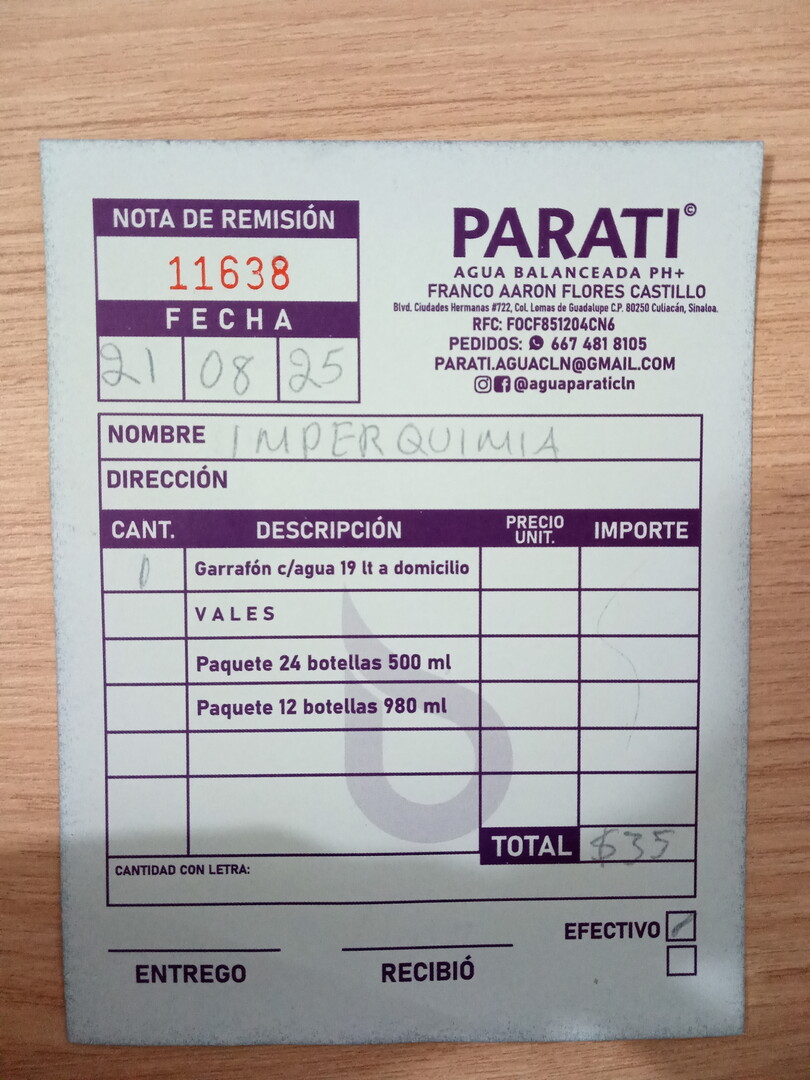 NOTA DE REMISIÓN
11638
FECHA
21 08 25
PARATI©
AGUA BALANCEADA PH+
FRANCO AARON FLORES CASTILLO
Blvd. Ciudades Hermanas #722, Col. Lomas de Guadalupe C.P. 80250 Culiacán, Sinaloa.
RFC: FOCF851204CN6
PEDIDOS: 667 481 8105
PARATI.AGUACLN@GMAIL.COM
@aguaparaticln
NOMBRE IMPERQUIMIA
DIRECCIÓN
CANT. DESCRIPCIÓN PRECIO UNIT. IMPORTE
1 Garrafón c/agua 19 lt a domicilio
VALES
Paquete 24 botellas 500 ml
Paquete 12 botellas 980 ml
TOTAL $35
CANTIDAD CON LETRA:
EFECTIVO
ENTREGO RECIBIÓ